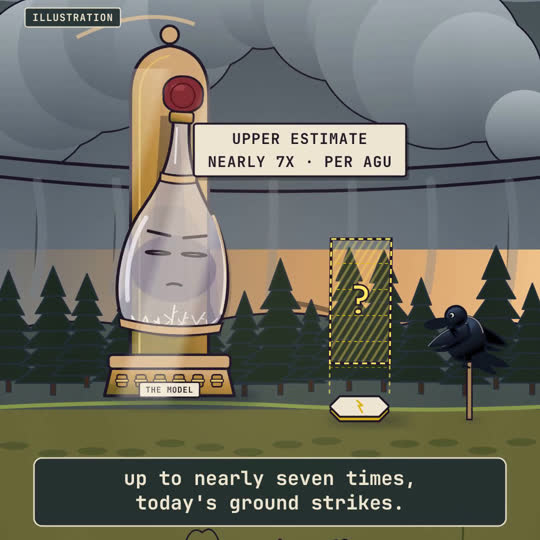 ILLUSTRATION
UPPER ESTIMATE
NEARLY 7X · PER AGU
?
THE MODEL
up to nearly seven times,
today's ground strikes.